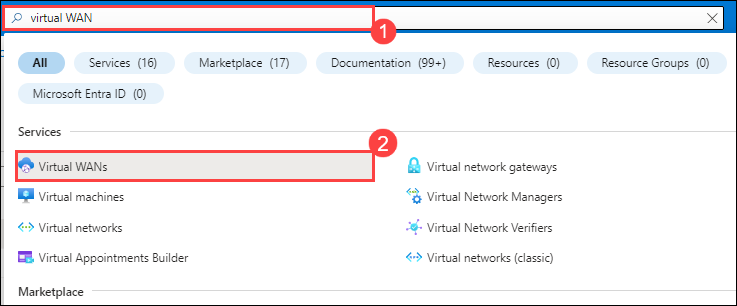 virtual WAN
1
All Services (16) Marketplace (17) Documentation (99+) Resources (0) Resource Groups (0)
Microsoft Entra ID (0)
Services
2
Virtual WANs Virtual network gateways
Virtual machines Virtual Network Managers
Virtual networks Virtual Network Verifiers
Virtual Appointments Builder Virtual networks (classic)
Marketplace